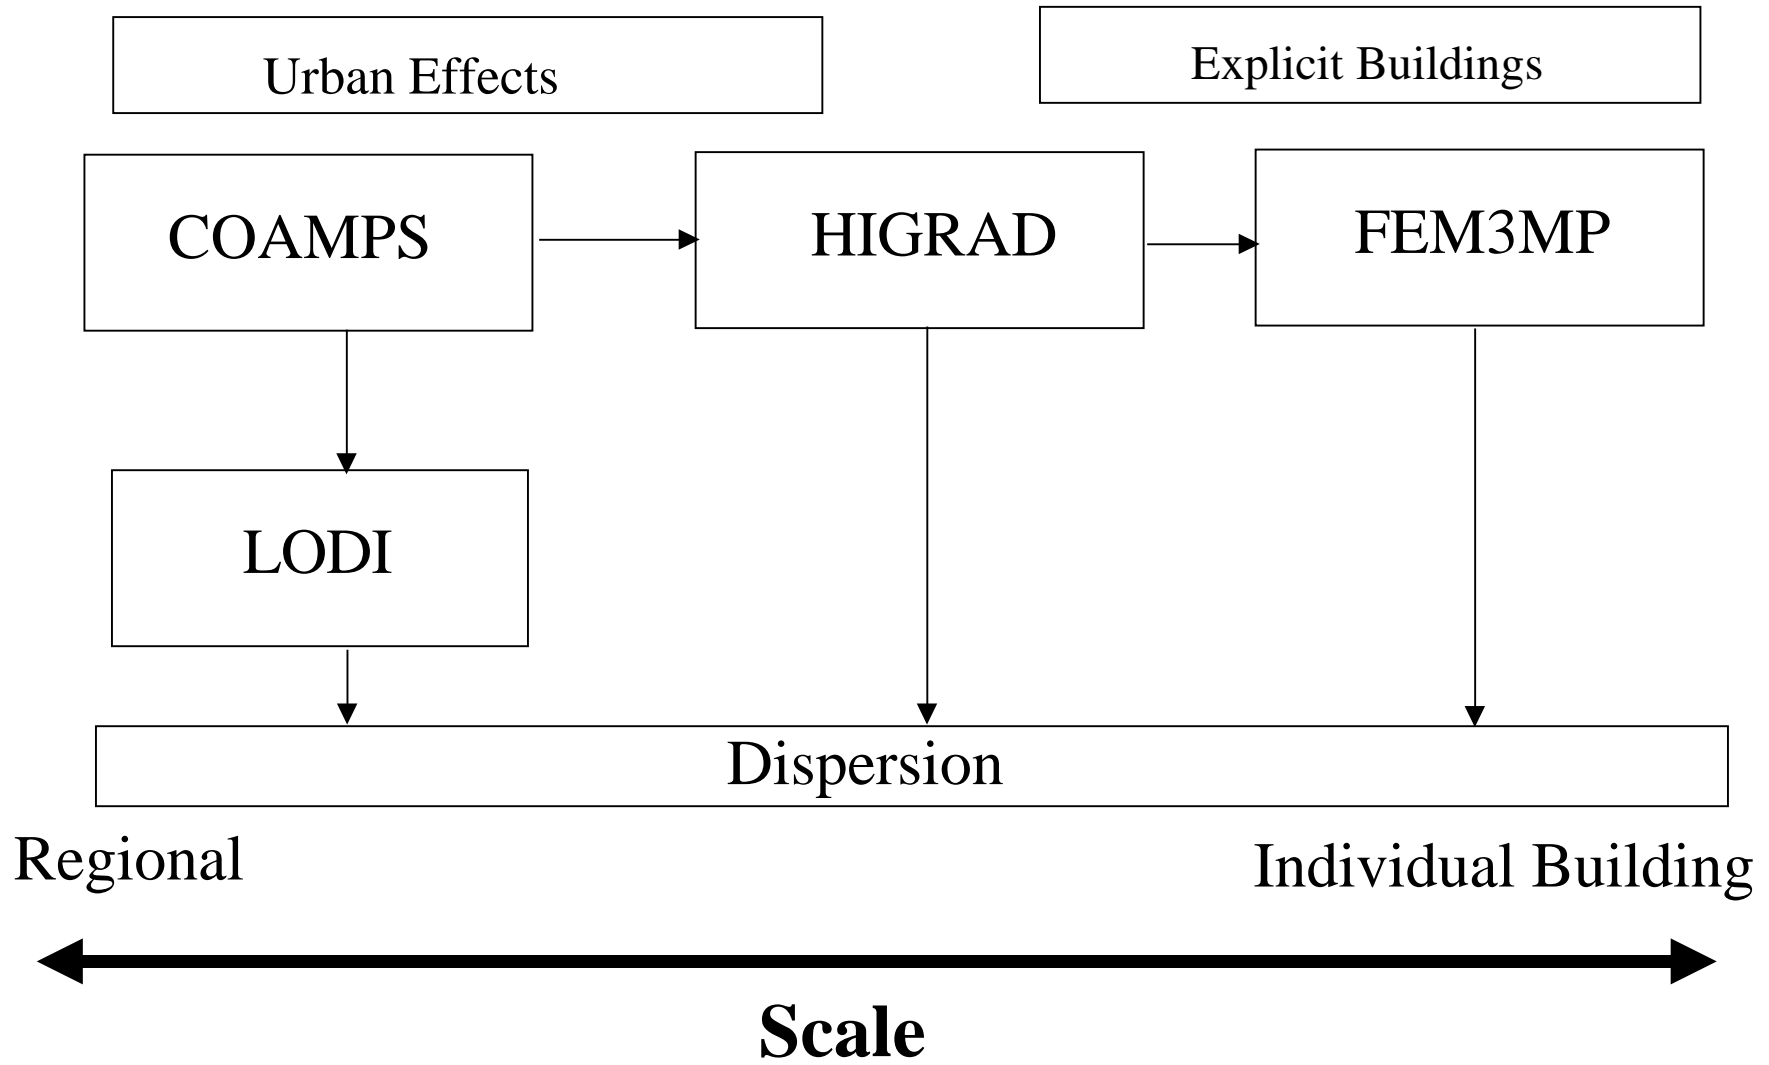 Urban Effects
Explicit Buildings
COAMPS
HIGRAD
FEM3MP
LODI
Dispersion
Regional
Individual Building
Scale